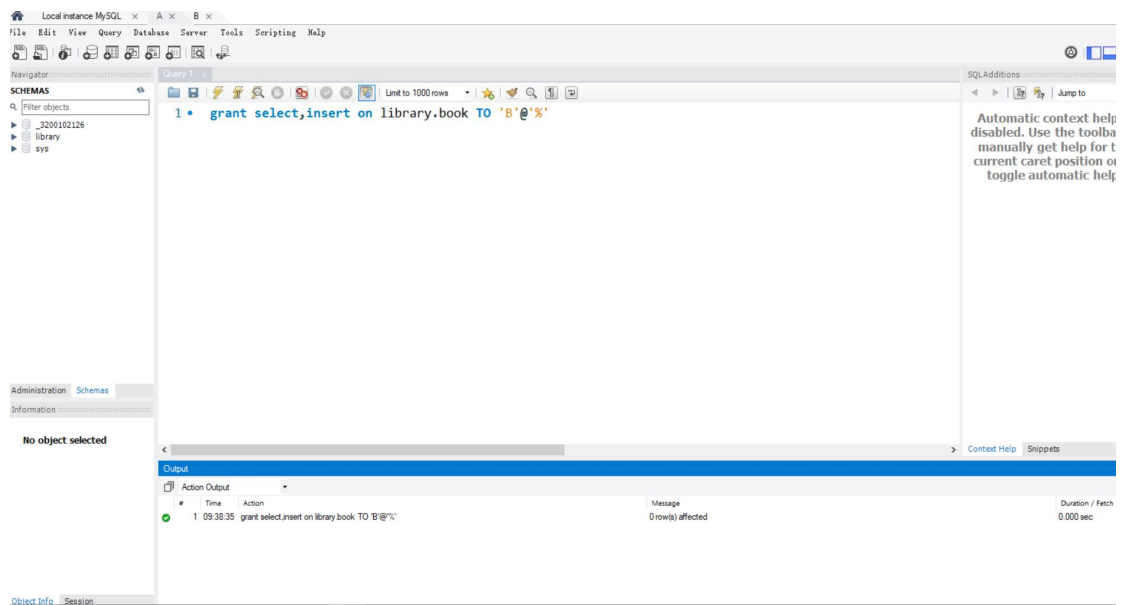 Local instance MySQL × A × B ×
File Edit View Query Database Server Tools Scripting Help
Navigator
SCHEMAS
Filter objects
_3200102126
library
sys
Administration Schemas
Information
No object selected
Object Info Session
Query 1 ×
Limit to 1000 rows
1 • grant select,insert on library.book TO 'B'@'%'
SQLAdditions
Jump to
Automatic context help
disabled. Use the toolba
manually get help for t
current caret position o
toggle automatic help
Context Help Snippets
Output
Action Output
# Time Action Message Duration / Fetch
1 09:38:35 grant select,insert on library.book TO 'B'@'%' 0 row(s) affected 0.000 sec